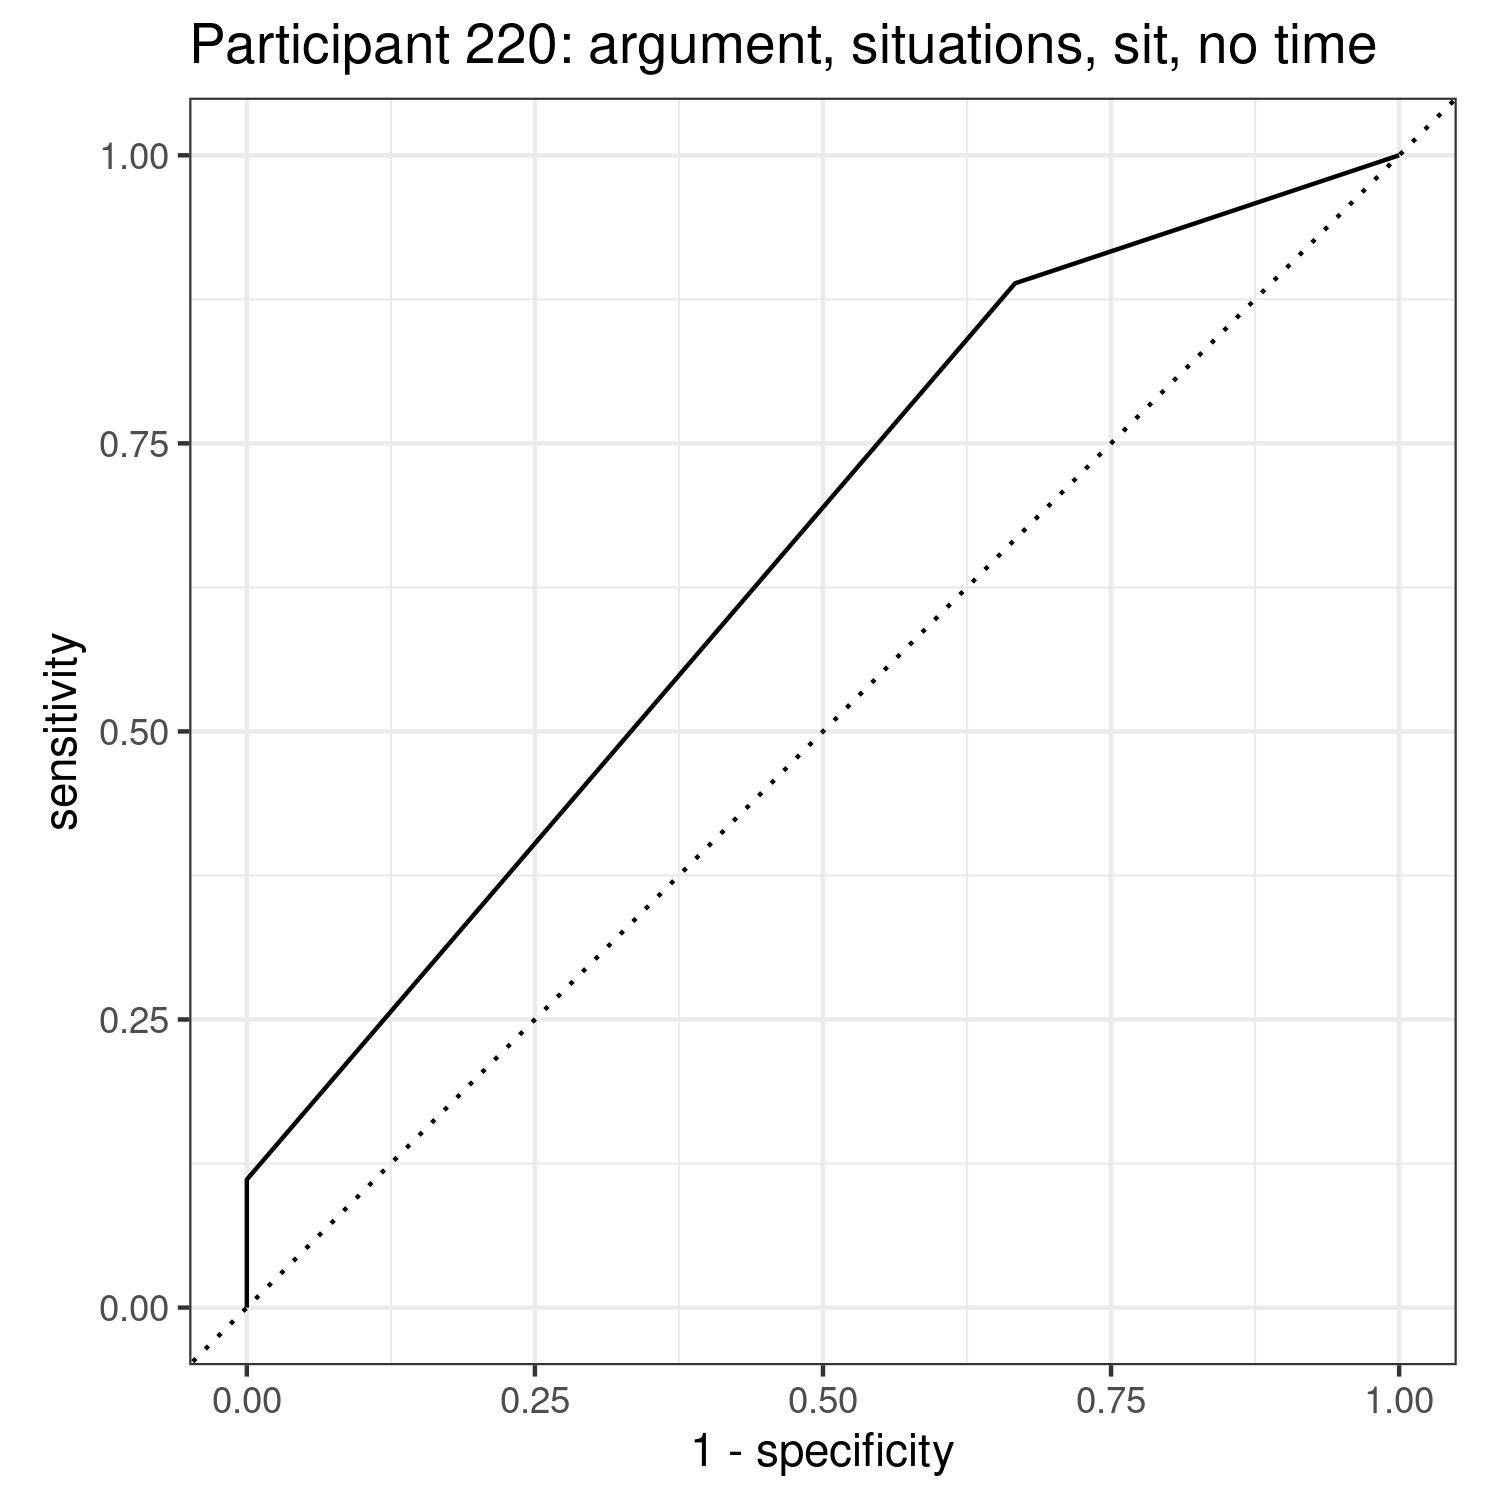 Participant 220: argument, situations, sit, no time
1.00
0.75
0.50
0.25
0.00
sensitivity
0.00 0.25 0.50 0.75 1.00
1 - specificity